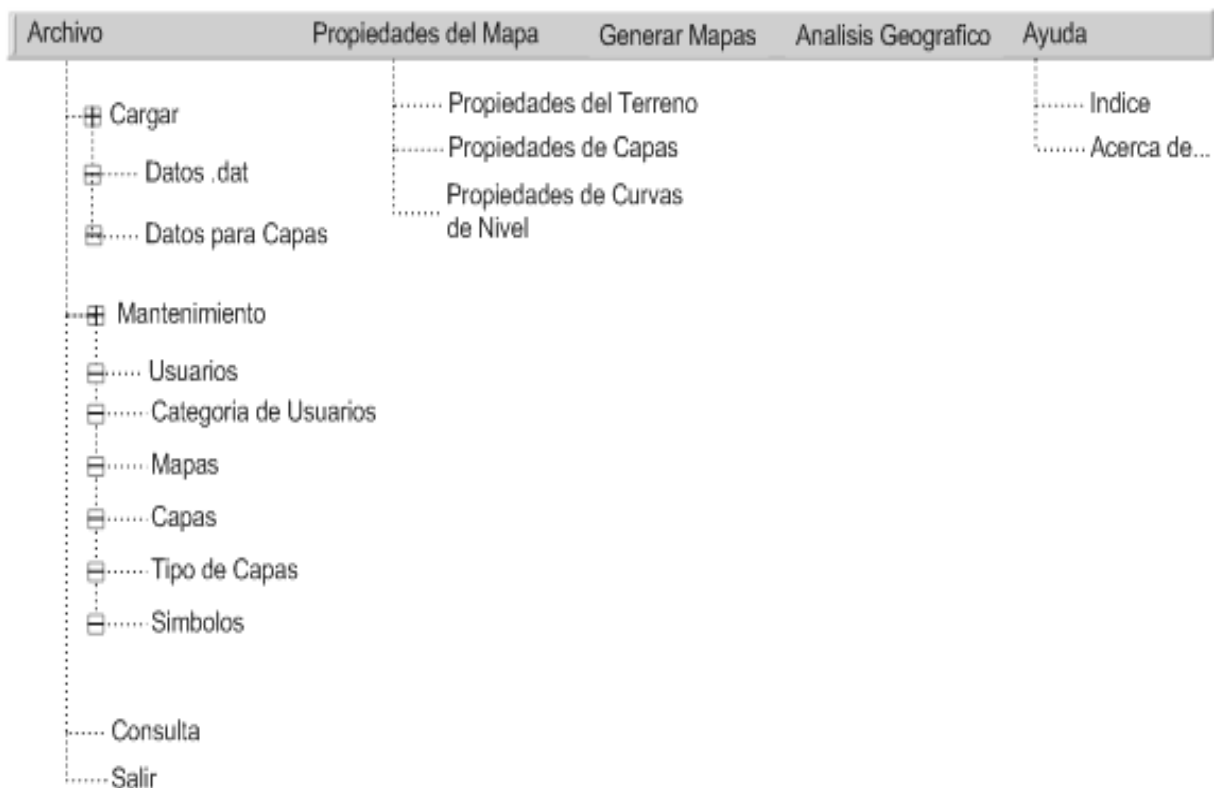 Archivo
Propiedades del Mapa
Generar Mapas
Analisis Geografico
Ayuda
Cargar
Datos .dat
Datos para Capas
Mantenimiento
Usuarios
Categoria de Usuarios
Mapas
Capas
Tipo de Capas
Simbolos
Consulta
Salir
Propiedades del Terreno
Propiedades de Capas
Propiedades de Curvas
de Nivel
Indice
Acerca de...